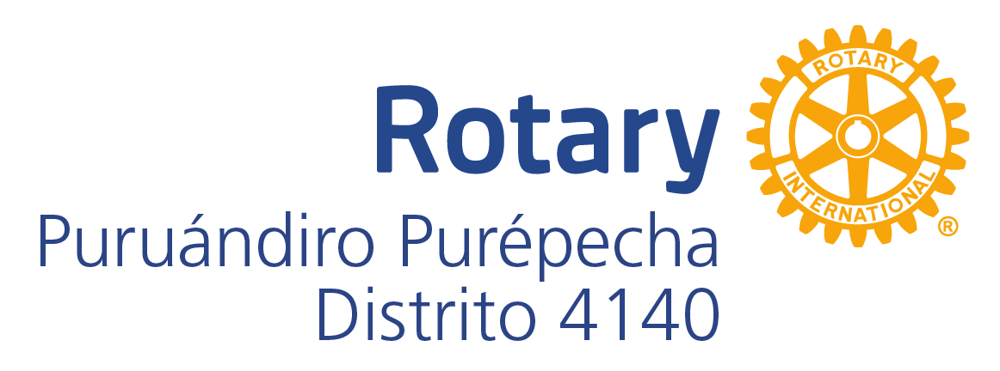 Rotary
Puruándiro Purépecha
Distrito 4140
ROTARY
INTERNATIONAL
®